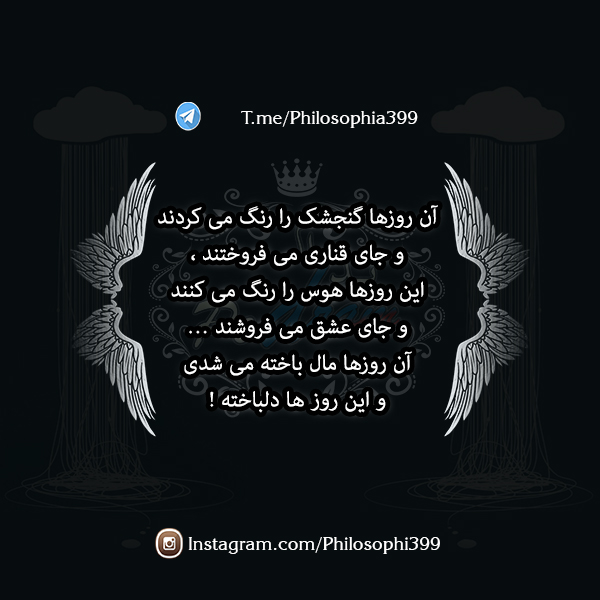 T.me/Philosophia399
آن روزها گنجشک را رنگ می کردند
و جای قناری می فروختند ،
این روزها هوس را رنگ می کنند
و جای عشق می فروشند ...
آن روزها مال باخته می شدی
و این روز ها دلباخته !
Instagram.com/Philosophi399